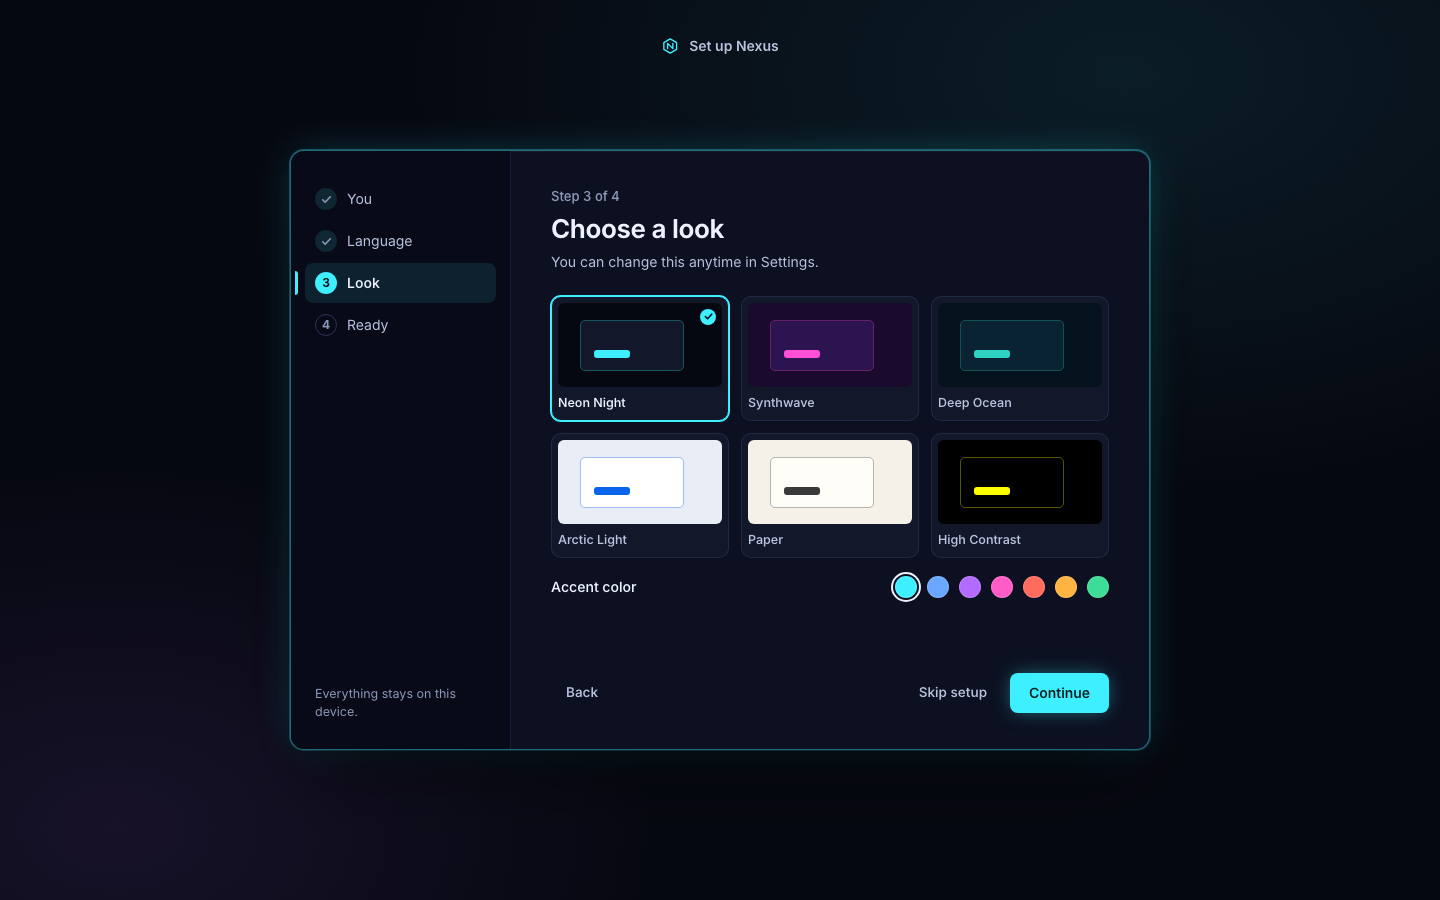 Set up Nexus
You
Language
3 Look
4 Ready
Everything stays on this
device.
Step 3 of 4
Choose a look
You can change this anytime in Settings.
Neon Night
Synthwave
Deep Ocean
Arctic Light
Paper
High Contrast
Accent color
Back
Skip setup
Continue